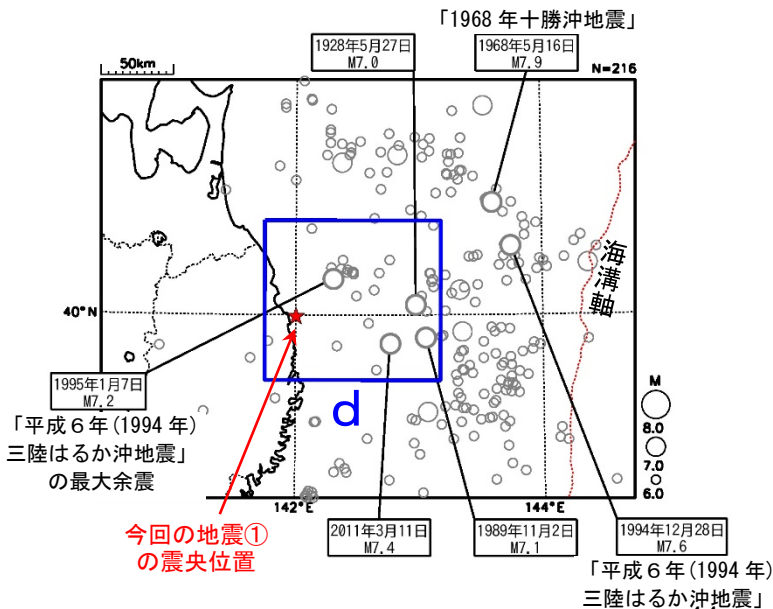 「1968年十勝沖地震」
1928年5月27日
M7.0
1968年5月16日
M7.9
50km
N=216
海溝軸
40°N
1995年1月7日
M7.2
「平成6年(1994年)
三陸はるか沖地震」
の最大余震
d
M
8.0
7.0
6.0
142°E
144°E
今回の地震①
の震央位置
2011年3月11日
M7.4
1989年11月2日
M7.1
1994年12月28日
M7.6
「平成6年(1994年)
三陸はるか沖地震」